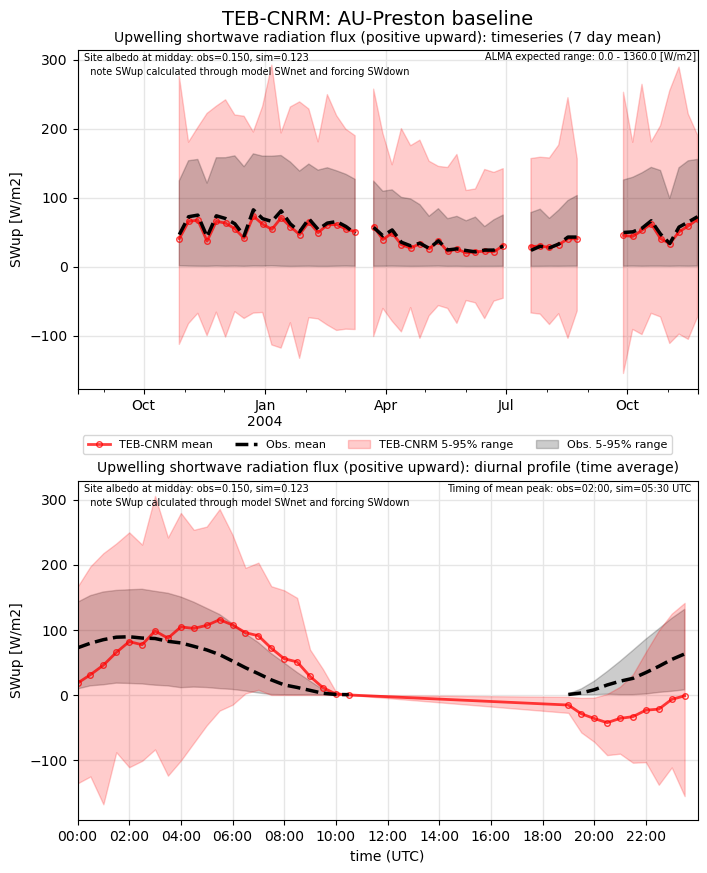 TEB-CNRM: AU-Preston baseline
Upwelling shortwave radiation flux (positive upward): timeseries (7 day mean)
Site albedo at midday: obs=0.150, sim=0.123
ALMA expected range: 0.0 - 1360.0 [W/m2]
note SWup calculated through model SWnet and forcing SWdown
300
200
100
0
−100
SWup [W/m2]
Oct
Jan
2004
Apr
Jul
Oct
TEB-CNRM mean
Obs. mean
TEB-CNRM 5-95% range
Obs. 5-95% range
Upwelling shortwave radiation flux (positive upward): diurnal profile (time average)
Site albedo at midday: obs=0.150, sim=0.123
Timing of mean peak: obs=02:00, sim=05:30 UTC
note SWup calculated through model SWnet and forcing SWdown
300
200
100
0
−100
SWup [W/m2]
00:00
02:00
04:00
06:00
08:00
10:00
12:00
14:00
16:00
18:00
20:00
22:00
time (UTC)